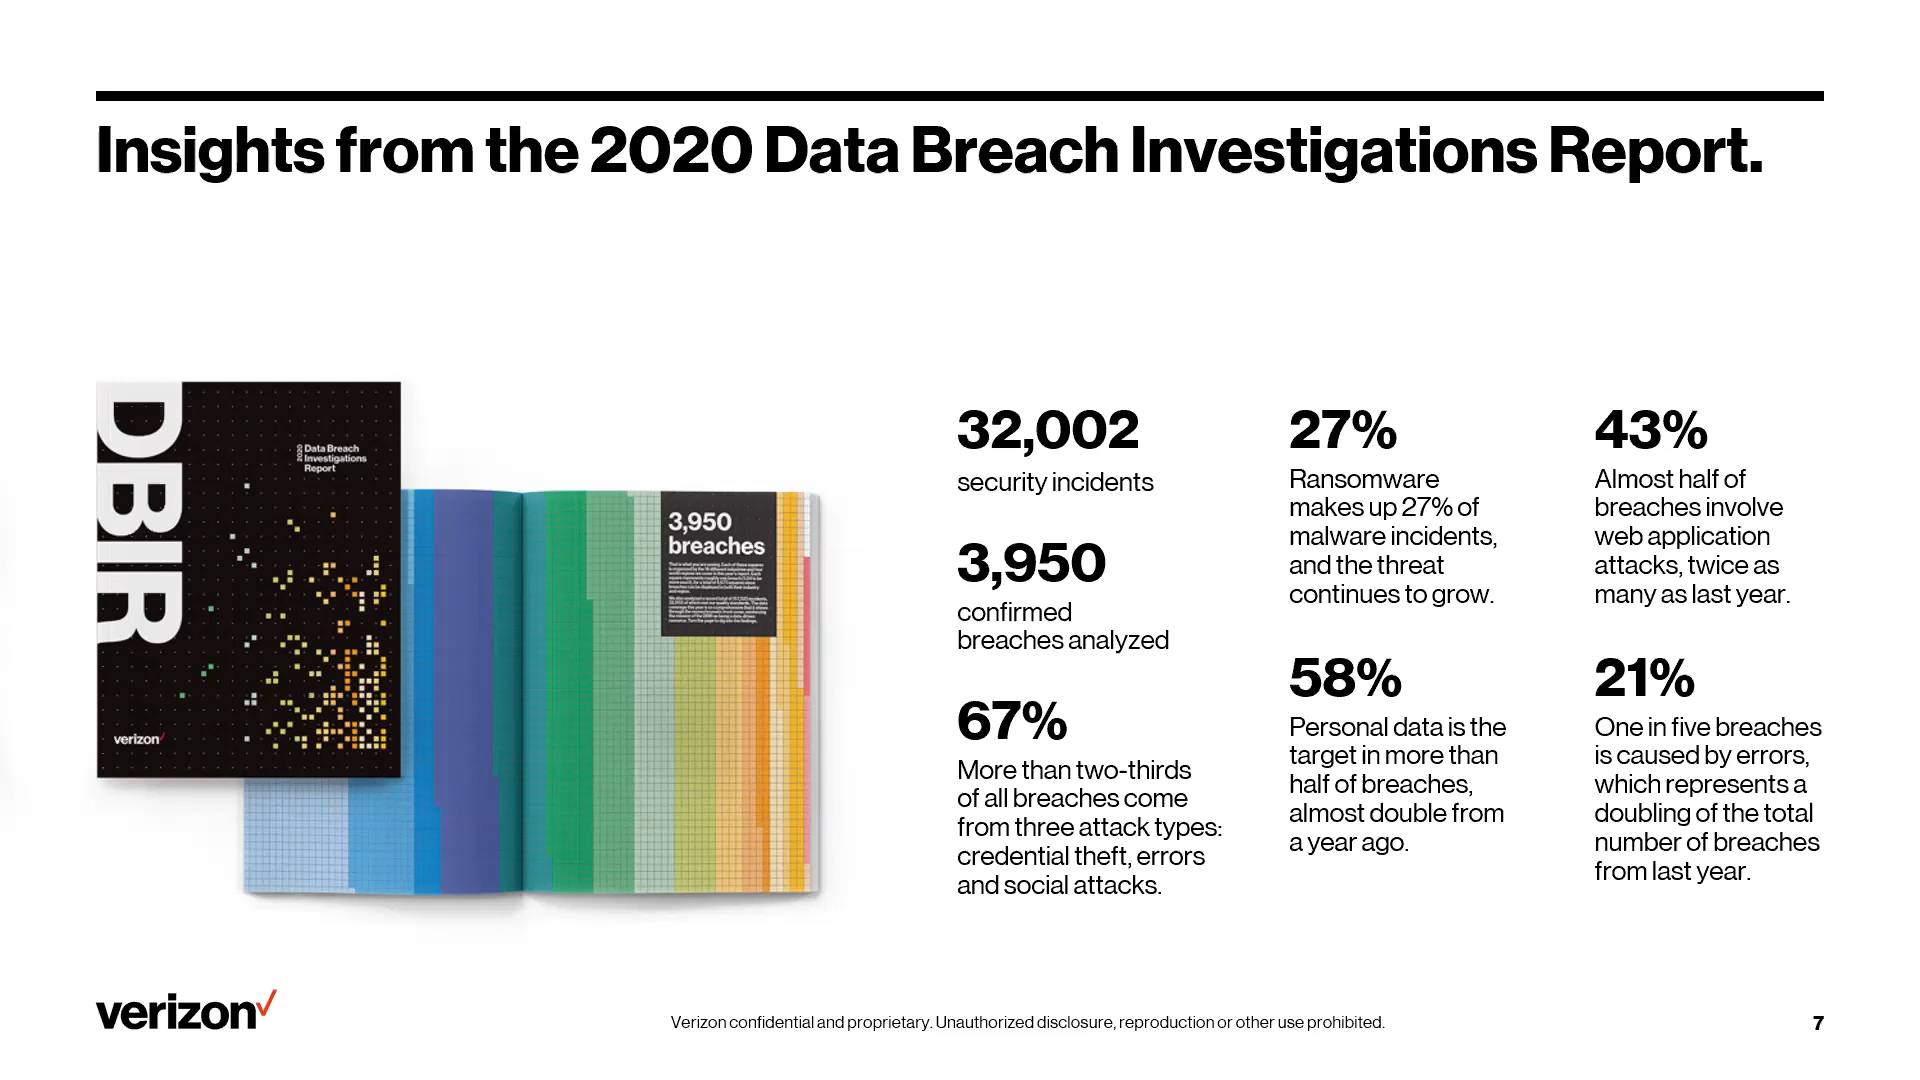 Insights from the 2020 Data Breach Investigations Report.
DBIR
2020
Data Breach
Investigations
Report
verizon
3,950
breaches
32,002
security incidents
3,950
confirmed
breaches analyzed
67%
More than two-thirds
of all breaches come
from three attack types:
credential theft, errors
and social attacks.
27%
Ransomware
makes up 27% of
malware incidents,
and the threat
continues to grow.
58%
Personal data is the
target in more than
half of breaches,
almost double from
a year ago.
43%
Almost half of
breaches involve
web application
attacks, twice as
many as last year.
21%
One in five breaches
is caused by errors,
which represents a
doubling of the total
number of breaches
from last year.
verizon
Verizon confidential and proprietary. Unauthorized disclosure, reproduction or other use prohibited.
7